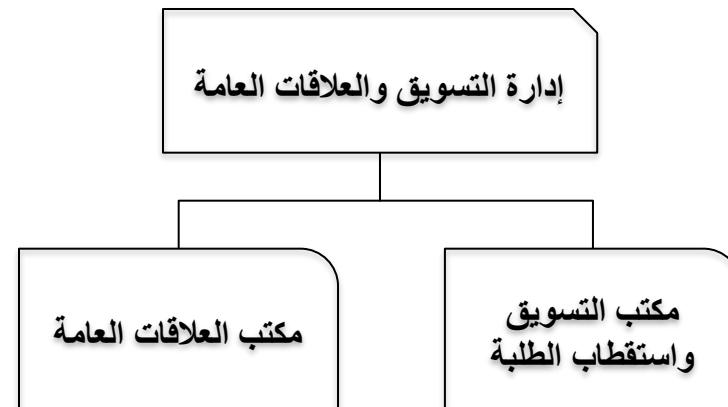 إدارة التسويق والعلاقات العامة
مكتب التسويق
واستقطاب الطلبة
مكتب العلاقات العامة